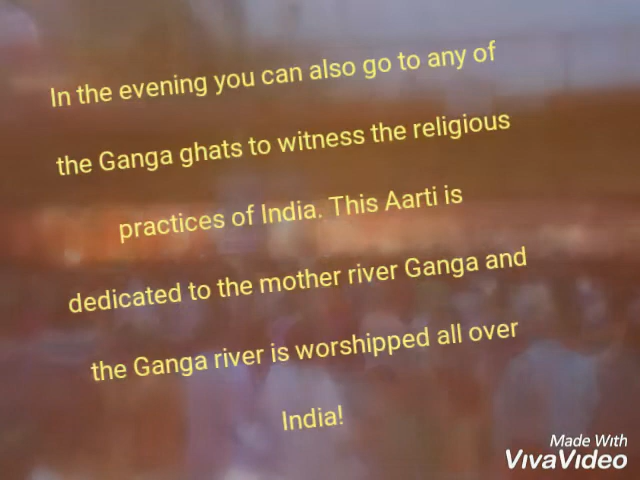 In the evening you can also go to any of
the Ganga ghats to witness the religious
practices of India. This Aarti is
dedicated to the mother river Ganga and
the Ganga river is worshipped all over
India!
Made With
VivaVideo